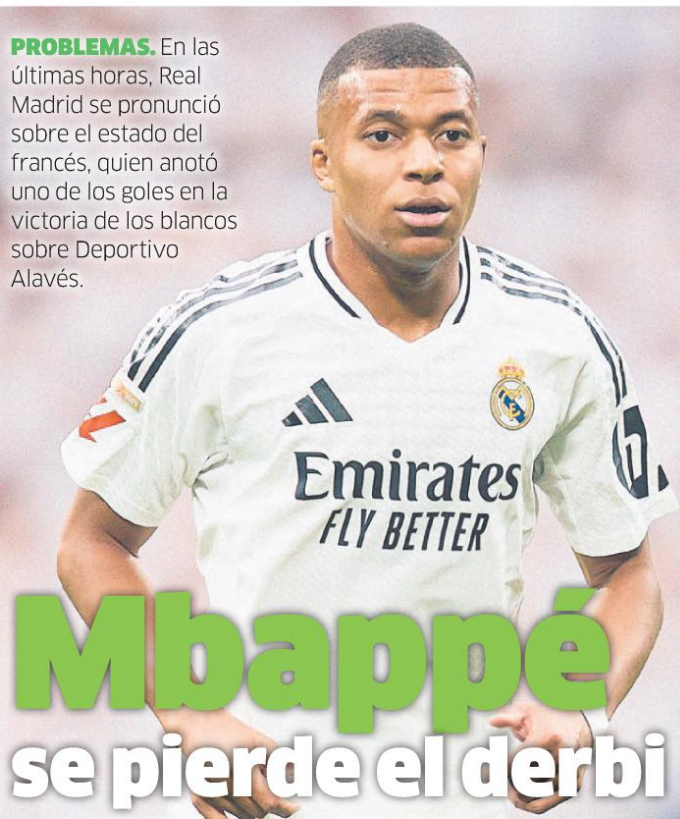 PROBLEMAS. En las
últimas horas, Real
Madrid se pronunció
sobre el estado del
francés, quien anotó
uno de los goles en la
victoria de los blancos
sobre Deportivo
Alavés.
Emirates
FLY BETTER
Mbappé
se pierde el derbi